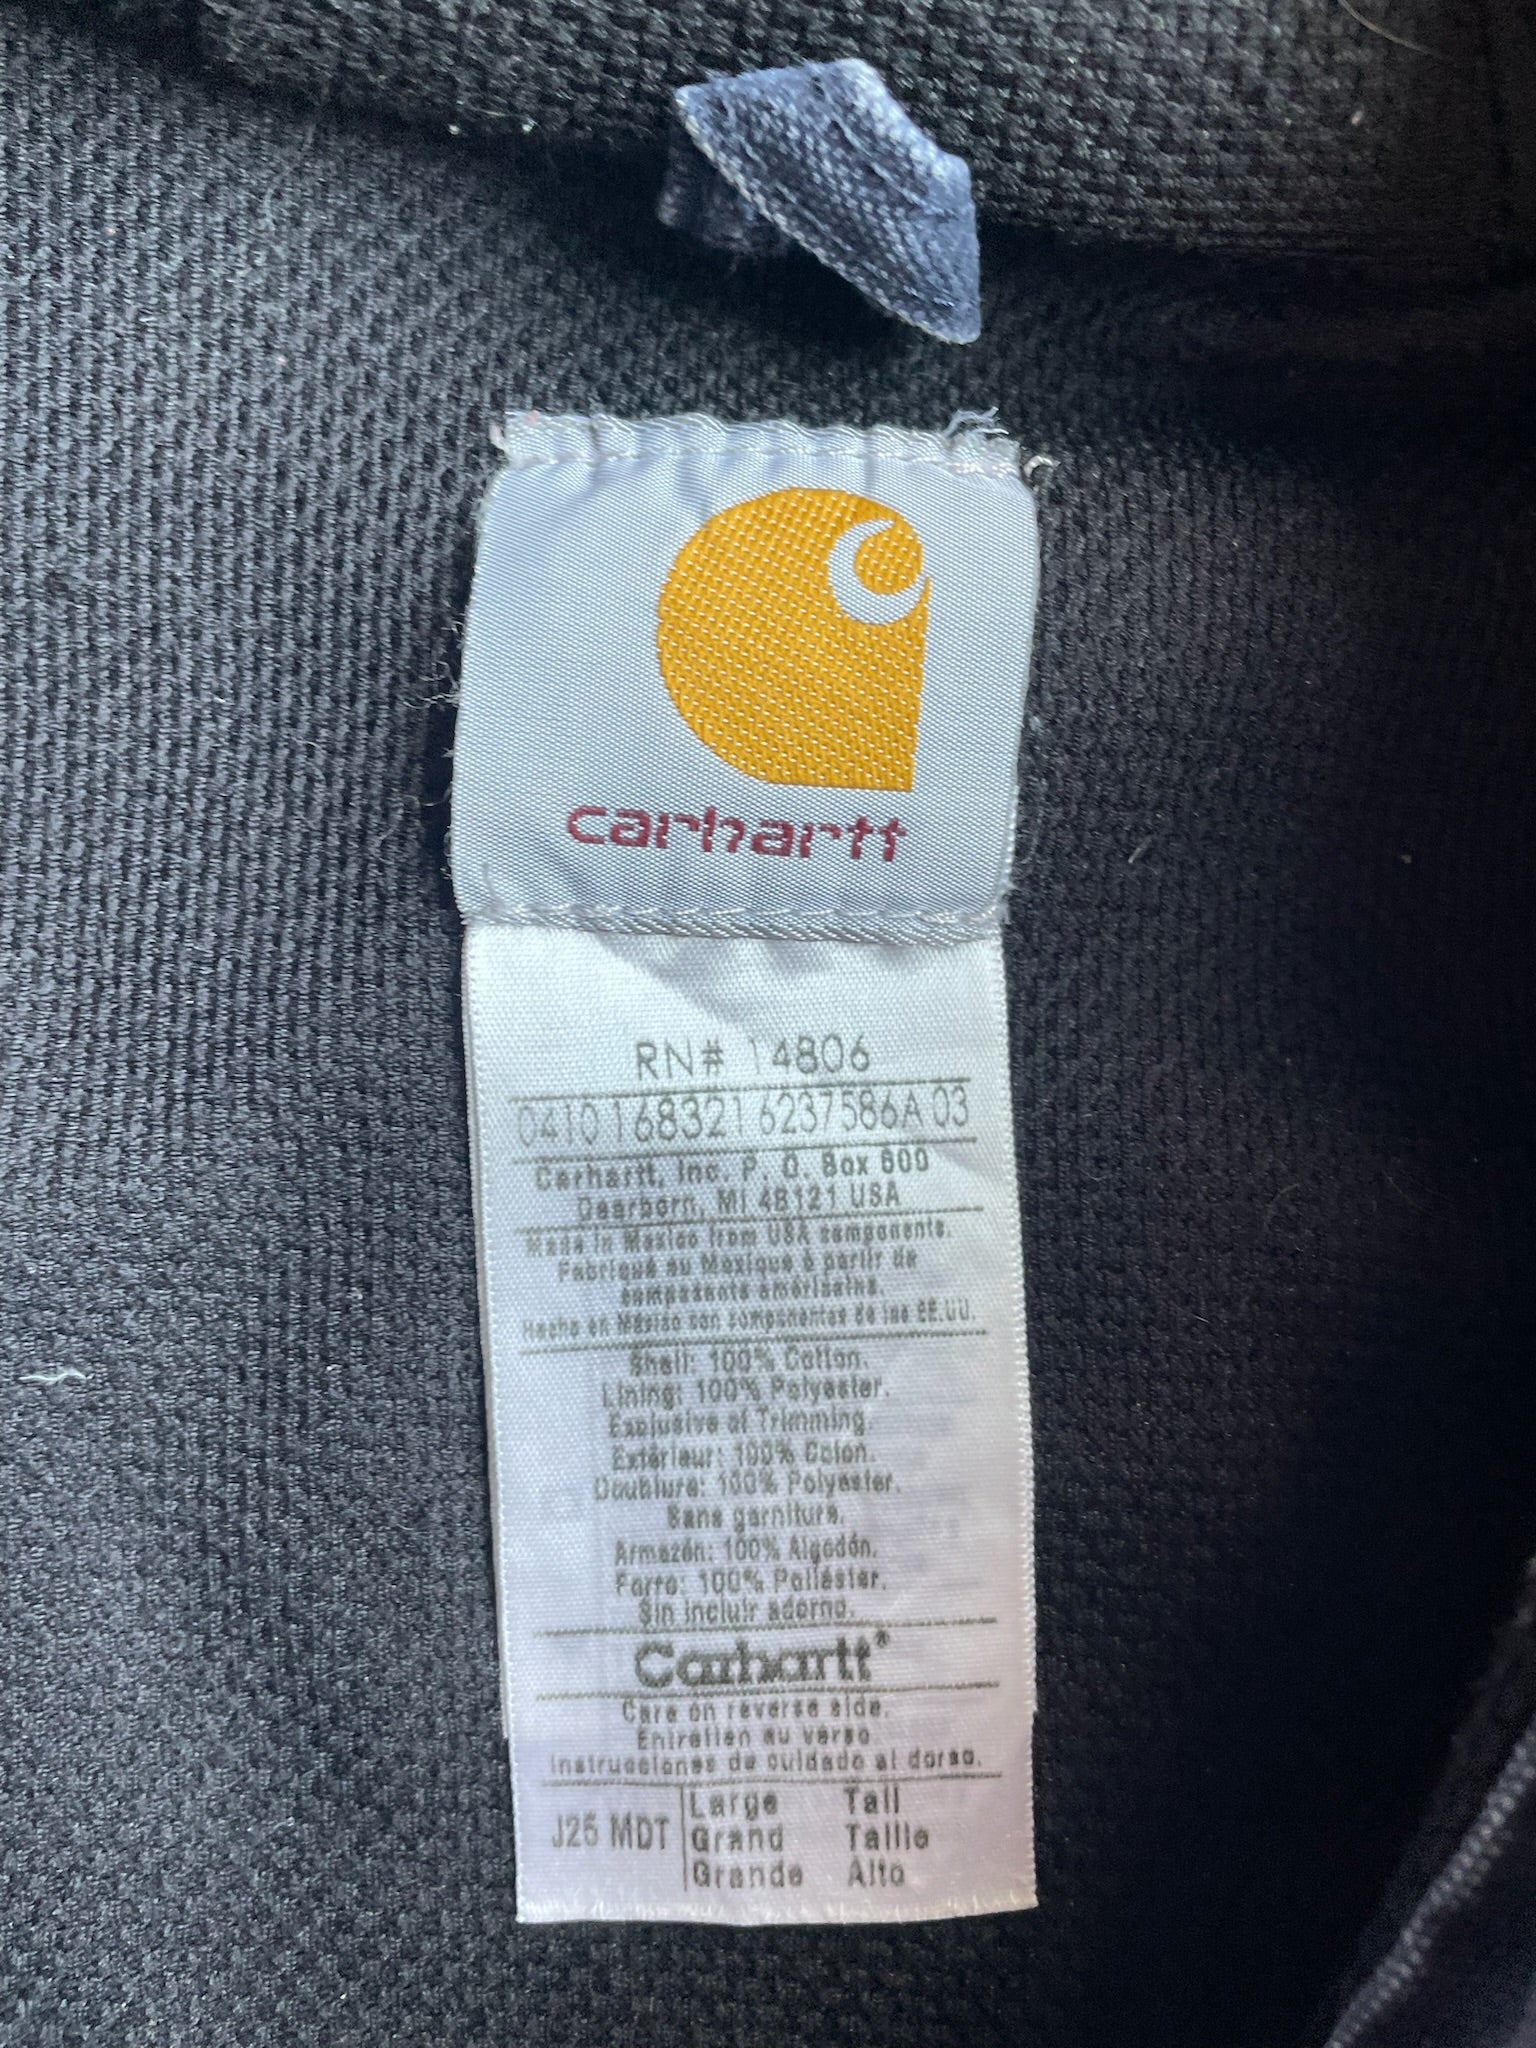 carhartt
RN# 14806
0410 168321 6237586A 03
Carhartt, Inc. P. O. Box 600
Dearborn, MI 48121 USA
Made in Mexico from USA components.
Fabriqué au Mexique à partir de
composants américains.
Hecho en México con componentes de los EE.UU.
Shell: 100% Cotton.
Lining: 100% Polyester.
Exclusive of Trimming.
Extérieur: 100% Coton.
Doublure: 100% Polyester.
Sans garniture.
Armazón: 100% Algodón.
Forro: 100% Poliéster.
Sin incluir adorno.
Carhartt®
Care on reverse side.
Entretien au verso
Instrucciones de cuidado al dorso.
J25 MDT Large Tall
Grand Taille
Grande Alto